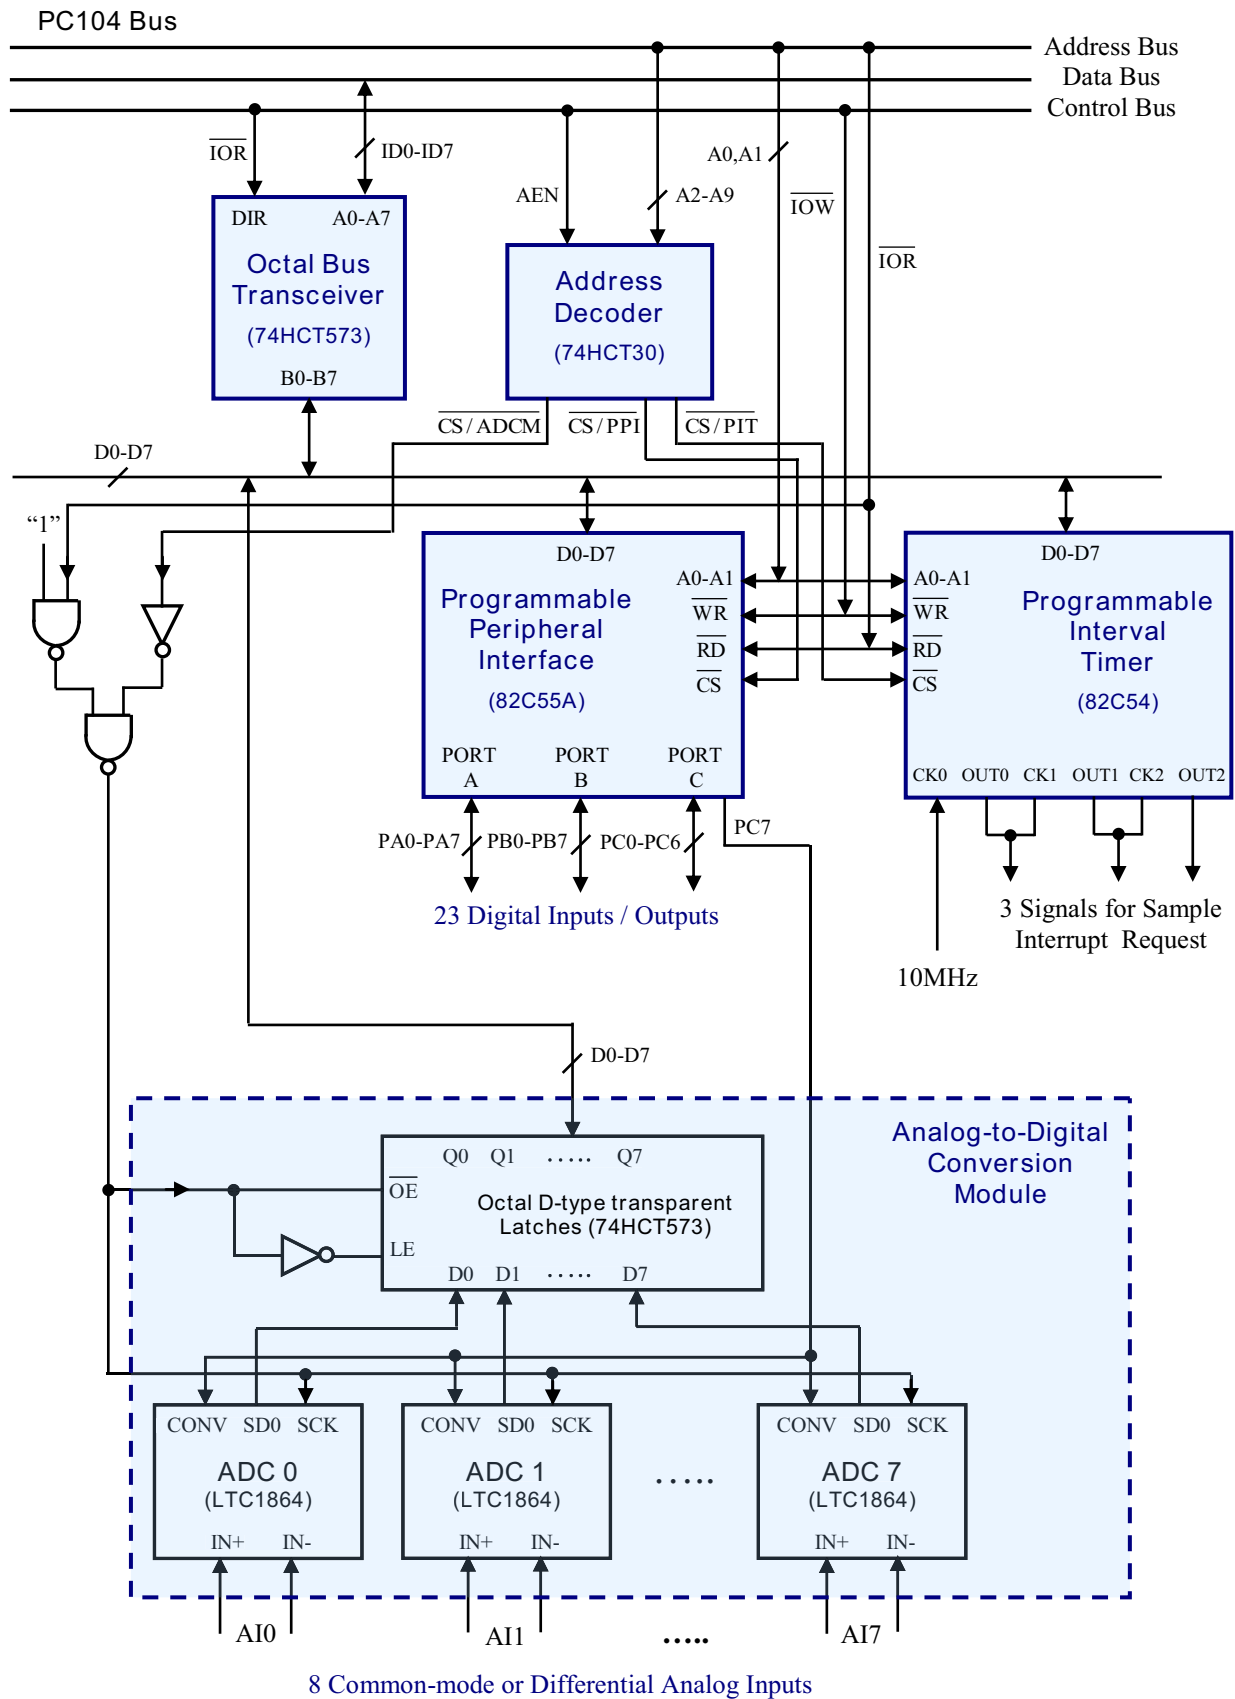 PC104 Bus
Address Bus
Data Bus
Control Bus
IOR
ID0-ID7
A0,A1
AEN
A2-A9
IOW
IOR
DIR A0-A7
Octal Bus
Transceiver
(74HCT573)
B0-B7
Address
Decoder
(74HCT30)
CS/ADCM
CS/PPI
CS/PIT
D0-D7
“1”
D0-D7
A0-A1
WR
RD
CS
Programmable
Peripheral
Interface
(82C55A)
PORT
A
PORT
B
PORT
C
D0-D7
A0-A1
WR
RD
CS
Programmable
Interval
Timer
(82C54)
CK0 OUT0 CK1 OUT1 CK2 OUT2
PA0-PA7
PB0-PB7
PC0-PC6
PC7
23 Digital Inputs / Outputs
3 Signals for Sample
Interrupt Request
10MHz
D0-D7
Analog-to-Digital
Conversion
Module
Q0 Q1 ..... Q7
OE
Octal D-type transparent
Latches (74HCT573)
LE
D0 D1 ..... D7
CONV SD0 SCK
ADC 0
(LTC1864)
IN+ IN-
CONV SD0 SCK
ADC 1
(LTC1864)
IN+ IN-
.....
CONV SD0 SCK
ADC 7
(LTC1864)
IN+ IN-
AI0
AI1
.....
AI7
8 Common-mode or Differential Analog Inputs